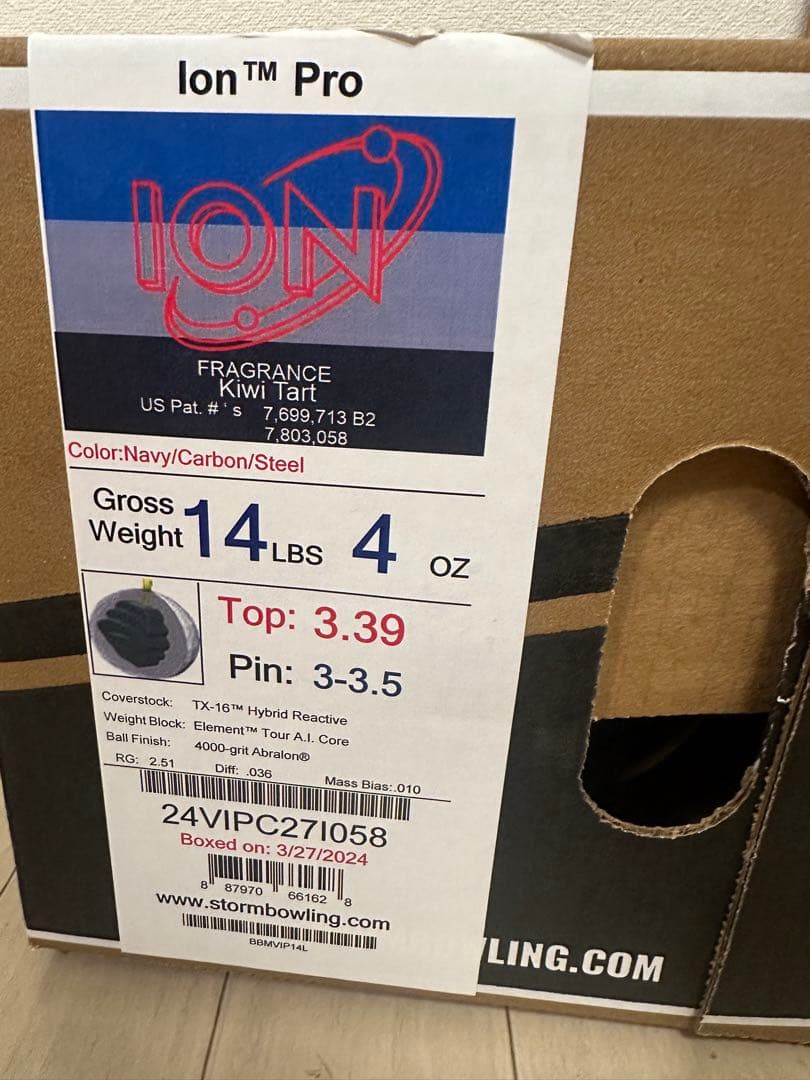 Ion™ Pro
ION
FRAGRANCE
Kiwi Tart
US Pat. #'s 7,699,713 B2
7,803,058
Color:Navy/Carbon/Steel
Gross Weight 14 LBS 4 OZ
Top: 3.39
Pin: 3-3.5
Coverstock: TX-16™ Hybrid Reactive
Weight Block: Element™ Tour A.I. Core
Ball Finish: 4000-grit Abralon®
RG: 2.51 Diff: .036 Mass Bias:.010
24VIPC27I058
Boxed on: 3/27/2024
8 87970 66162 8
www.stormbowling.com
BBMVIP14L
LING.COM